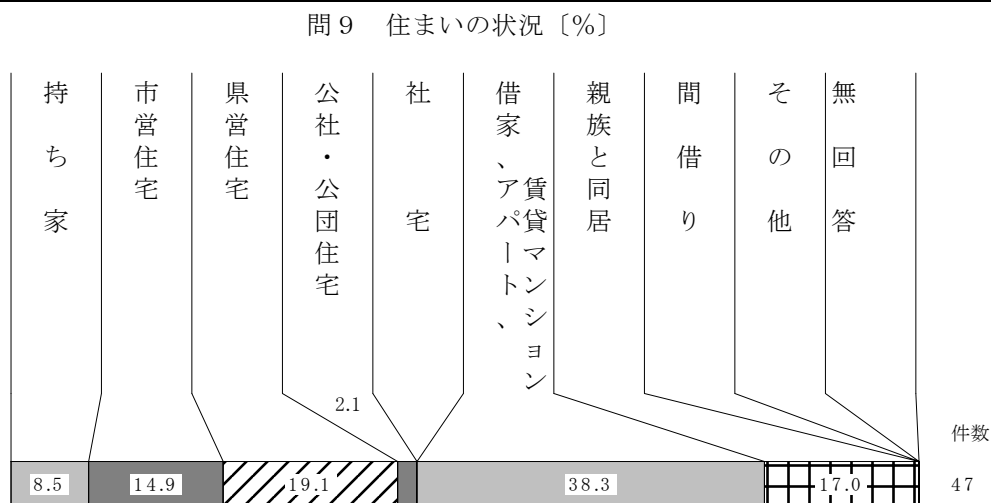 問9 住まいの状況〔%〕
持ち家
市営住宅
県営住宅
公社・公団住宅
社宅
借家、アパート、
賃貸マンション
親族と同居
間借り
その他
無回答
2.1
件数
8.5 14.9 19.1 38.3 17.0 47